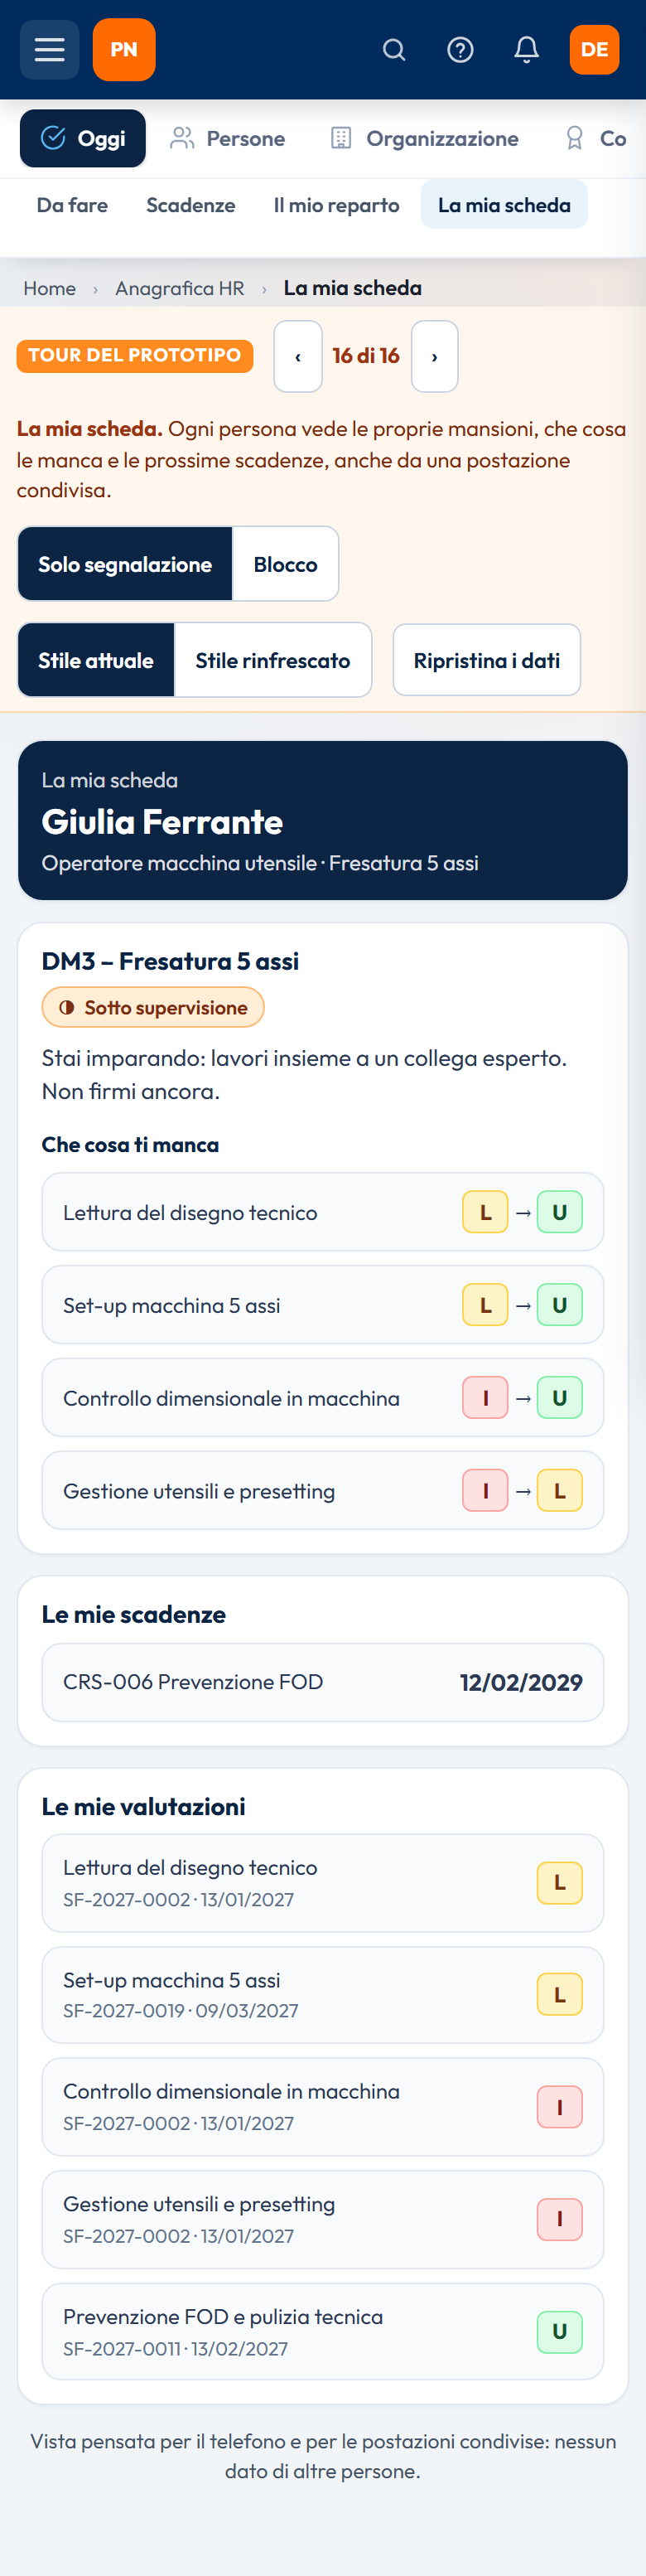 PN
DE
Oggi
Persone
Organizzazione
Co
Da fare
Scadenze
Il mio reparto
La mia scheda
Home › Anagrafica HR › La mia scheda
TOUR DEL PROTOTIPO
‹
16 di 16
›
La mia scheda. Ogni persona vede le proprie mansioni, che cosa
le manca e le prossime scadenze, anche da una postazione
condivisa.
Solo segnalazione
Blocco
Stile attuale
Stile rinfrescato
Ripristina i dati
La mia scheda
Giulia Ferrante
Operatore macchina utensile · Fresatura 5 assi
DM3 – Fresatura 5 assi
Sotto supervisione
Stai imparando: lavori insieme a un collega esperto.
Non firmi ancora.
Che cosa ti manca
Lettura del disegno tecnico L → U
Set-up macchina 5 assi L → U
Controllo dimensionale in macchina I → U
Gestione utensili e presetting I → L
Le mie scadenze
CRS-006 Prevenzione FOD 12/02/2029
Le mie valutazioni
Lettura del disegno tecnico
SF-2027-0002 · 13/01/2027
L
Set-up macchina 5 assi
SF-2027-0019 · 09/03/2027
L
Controllo dimensionale in macchina
SF-2027-0002 · 13/01/2027
I
Gestione utensili e presetting
SF-2027-0002 · 13/01/2027
I
Prevenzione FOD e pulizia tecnica
SF-2027-0011 · 13/02/2027
U
Vista pensata per il telefono e per le postazioni condivise: nessun
dato di altre persone.